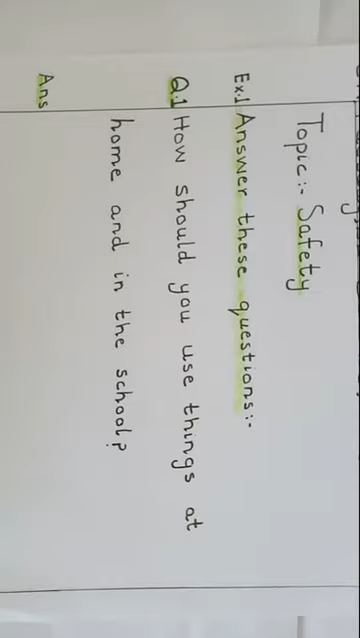 Topic:- Safety
Ex.1 Answer these questions:-
Q.1 How should you use things at
home and in the school?
Ans